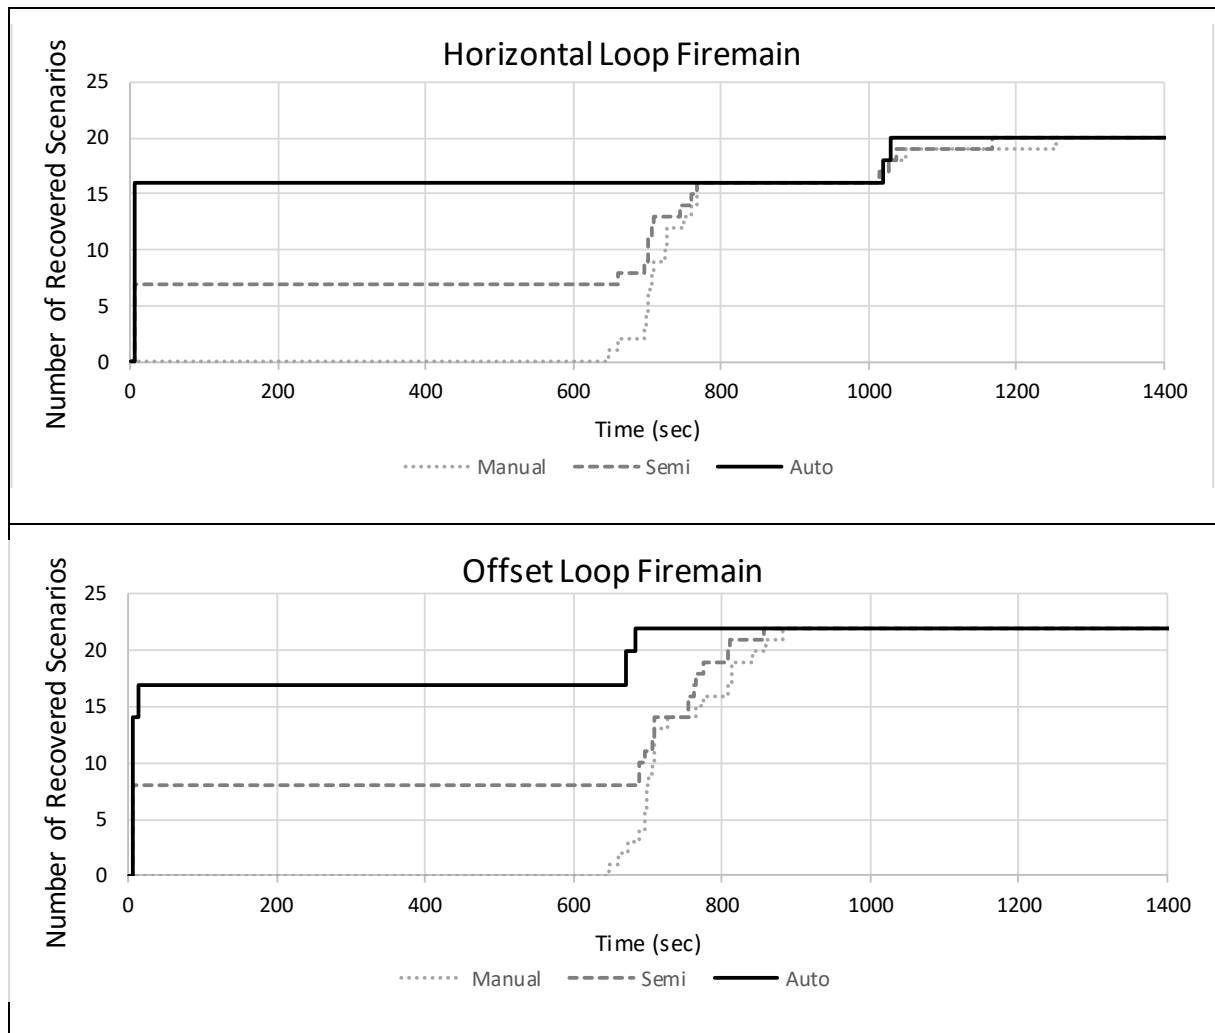 Horizontal Loop Firemain
Number of Recovered Scenarios
25
20
15
10
5
0
0 200 400 600 800 1000 1200 1400
Time (sec)
Manual Semi Auto
Offset Loop Firemain
Number of Recovered Scenarios
25
20
15
10
5
0
0 200 400 600 800 1000 1200 1400
Time (sec)
Manual Semi Auto